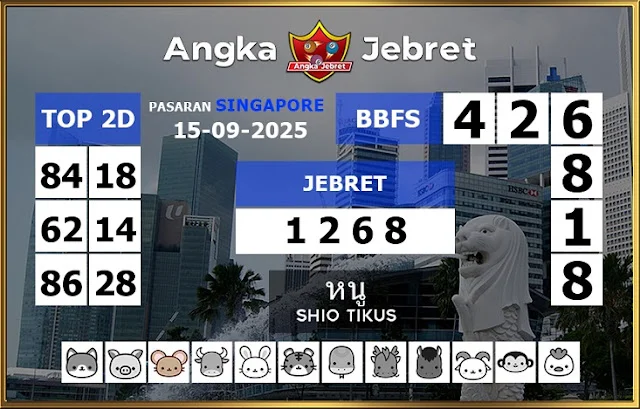 Angka Jebret
Angka Jebret
TOP 2D
84 18
62 14
86 28
PASARAN SINGAPORE
15-09-2025
BBFS 4 2 6
8
1
8
JEBRET
1 2 6 8
HSBC
หนู
SHIO TIKUS